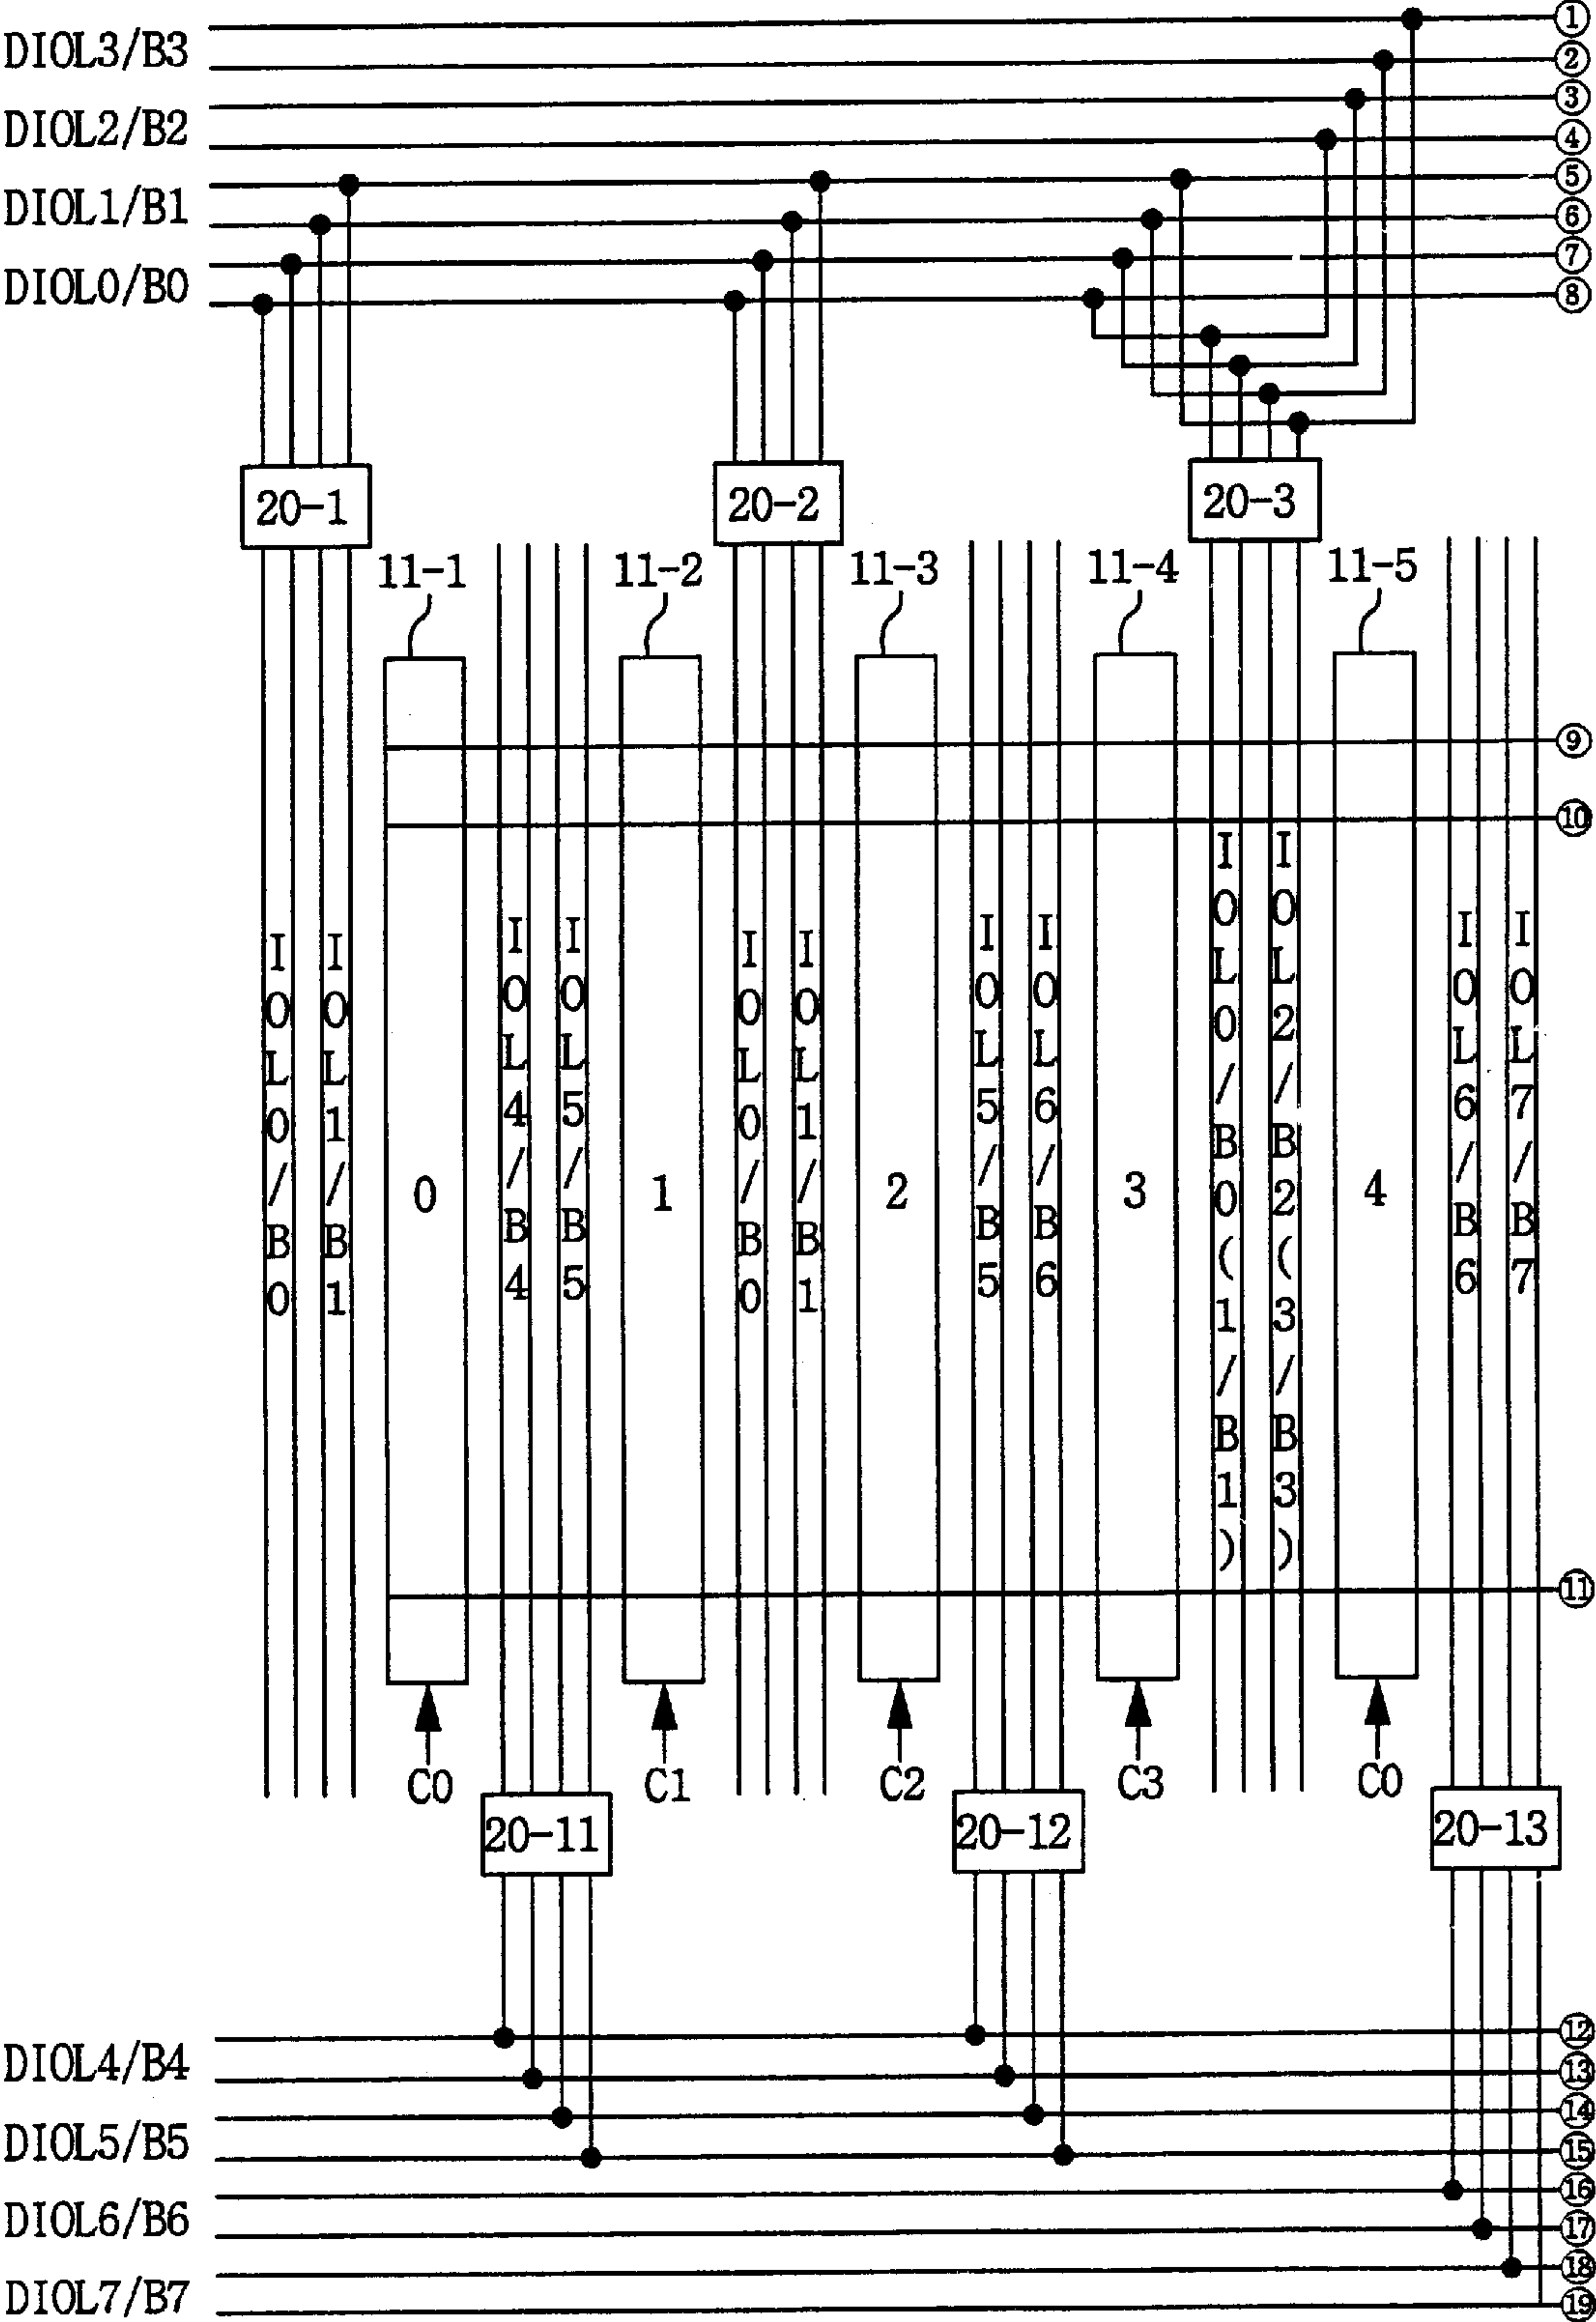 ①
DIOL3/B3
②
③
DIOL2/B2
④
⑤
DIOL1/B1
⑥
⑦
DIOL0/B0
⑧
20-1
20-2
20-3
11-1
11-2
11-3
11-4
11-5
⑨
⑩
IOL0/B0
IOL1/B1
0
IOL4/B4
IOL5/B5
1
IOL0/B0
IOL1/B1
2
IOL5/B5
IOL6/B6
3
IOL0/B0(1/B1)
IOL2/B2(3/B3)
4
IOL6/B6
IOL7/B7
⑪
C0
C1
C2
C3
C0
20-11
20-12
20-13
⑫
DIOL4/B4
⑬
⑭
DIOL5/B5
⑮
⑯
DIOL6/B6
⑰
⑱
DIOL7/B7
⑲